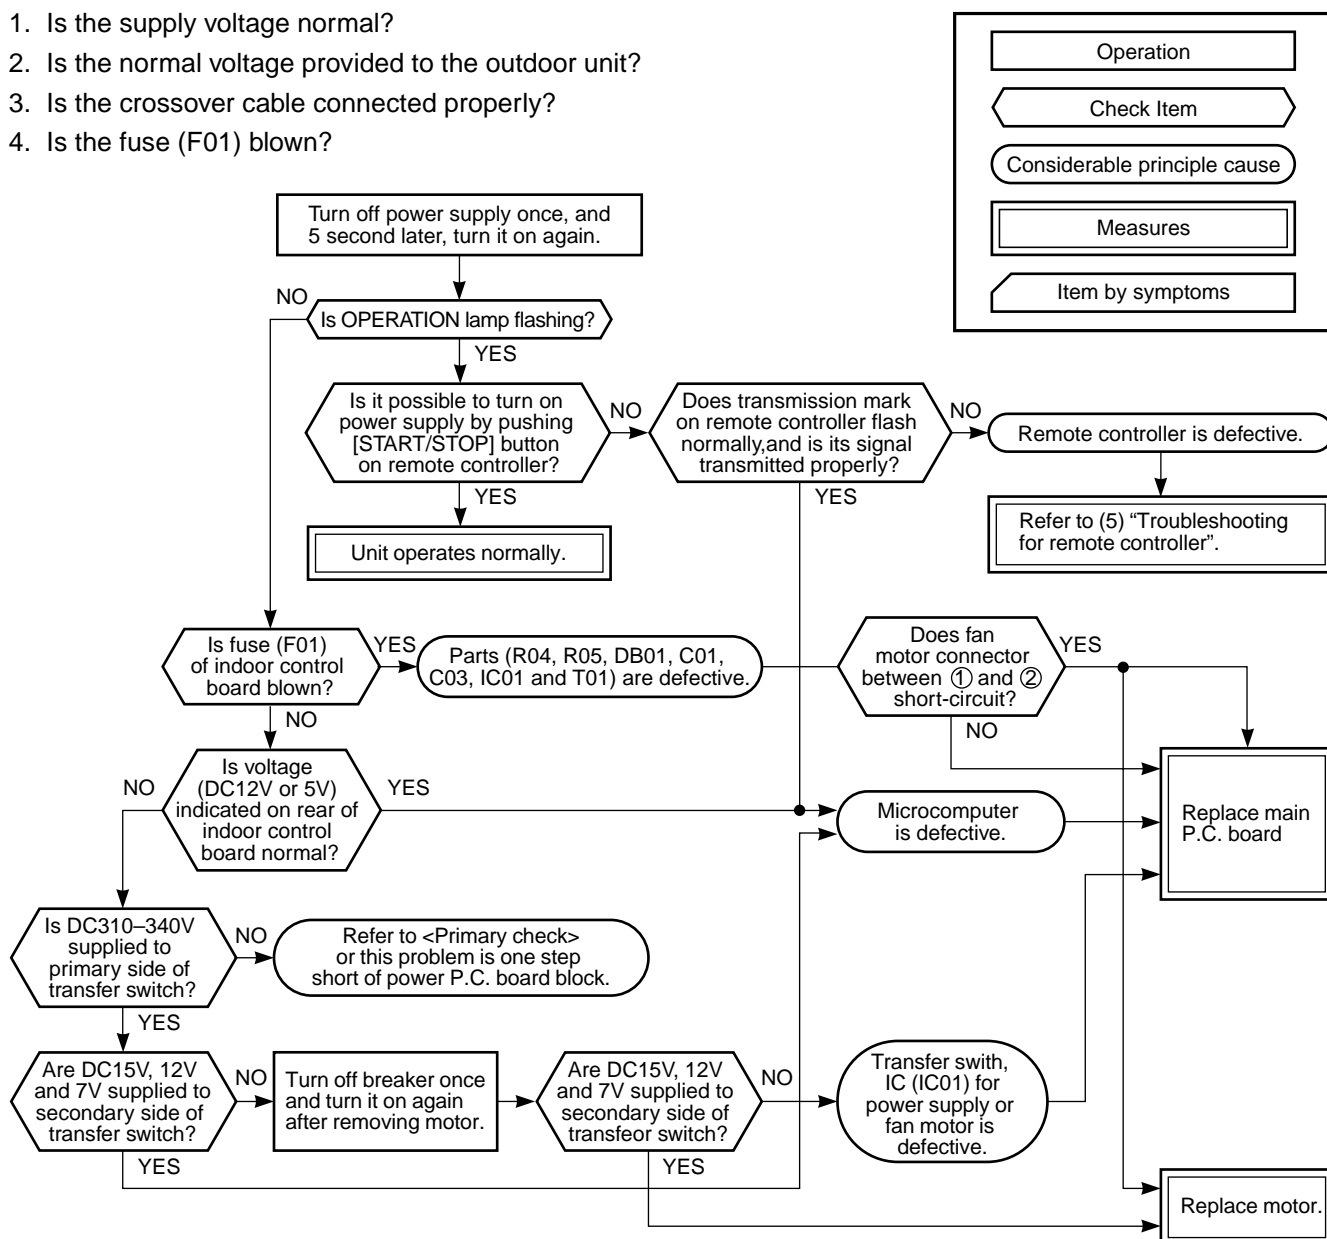 1. Is the supply voltage normal?
2. Is the normal voltage provided to the outdoor unit?
3. Is the crossover cable connected properly?
4. Is the fuse (F01) blown?
Operation
Check Item
Considerable principle cause
Measures
Item by symptoms
Turn off power supply once, and
5 second later, turn it on again.
NO
Is OPERATION lamp flashing?
YES
Is it possible to turn on
power supply by pushing
[START/STOP] button
on remote controller?
NO
Does transmission mark
on remote controller flash
normally,and is its signal
transmitted properly?
NO
Remote controller is defective.
YES
YES
Unit operates normally.
Refer to (5) “Troubleshooting
for remote controller”.
Is fuse (F01)
of indoor control
board blown?
YES
Parts (R04, R05, DB01, C01,
C03, IC01 and T01) are defective.
Does fan
motor connector
between ① and ②
short-circuit?
YES
NO
NO
NO
Is voltage
(DC12V or 5V)
indicated on rear of
indoor control
board normal?
YES
Microcomputer
is defective.
Replace main
P.C. board
Is DC310–340V
supplied to
primary side of
transfer switch?
NO
Refer to <Primary check>
or this problem is one step
short of power P.C. board block.
YES
Are DC15V, 12V
and 7V supplied to
secondary side of
transfer switch?
NO
Turn off breaker once
and turn it on again
after removing motor.
Are DC15V, 12V
and 7V supplied to
secondary side of
transfeor switch?
NO
Transfer swith,
IC (IC01) for
power supply or
fan motor is
defective.
YES
YES
Replace motor.